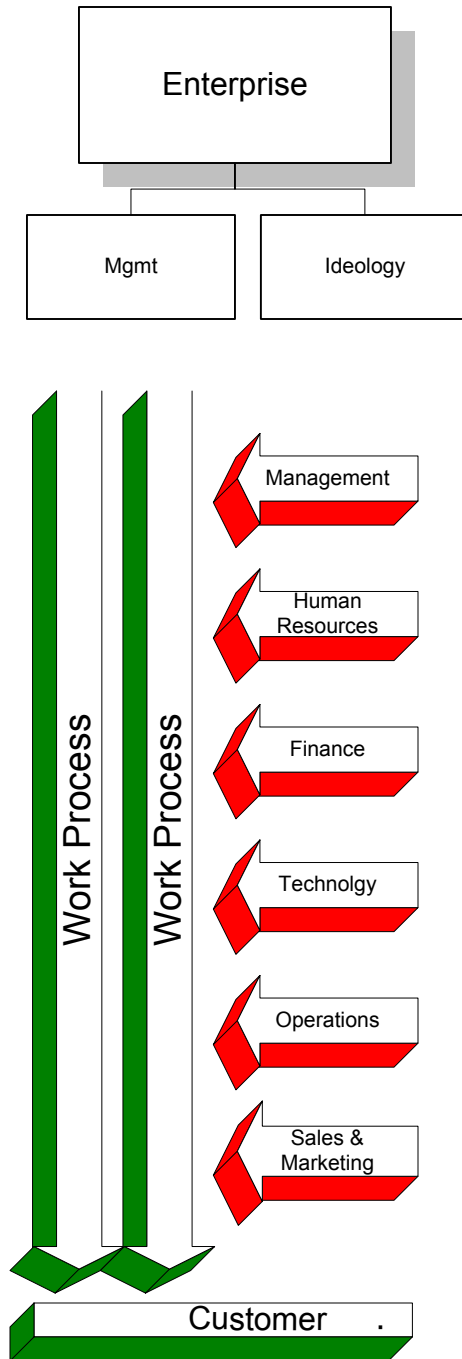 Enterprise
Mgmt
Ideology
Work Process
Work Process
Management
Human
Resources
Finance
Technolgy
Operations
Sales &
Marketing
Customer .